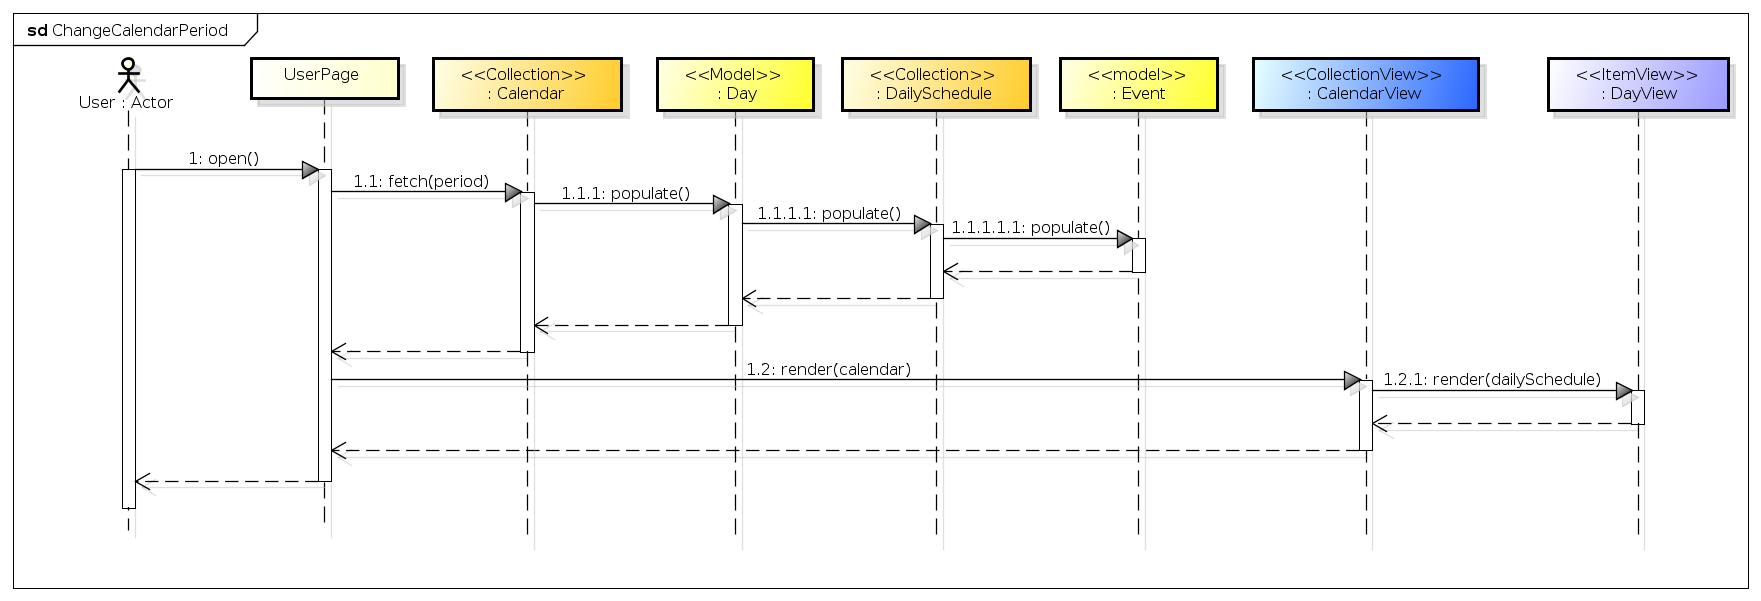 sd ChangeCalendarPeriod
User : Actor
UserPage
<<Collection>>
: Calendar
<<Model>>
: Day
<<Collection>>
: DailySchedule
<<model>>
: Event
<<CollectionView>>
: CalendarView
<<ItemView>>
: DayView
1: open()
1.1: fetch(period)
1.1.1: populate()
1.1.1.1: populate()
1.1.1.1.1: populate()
1.2: render(calendar)
1.2.1: render(dailySchedule)